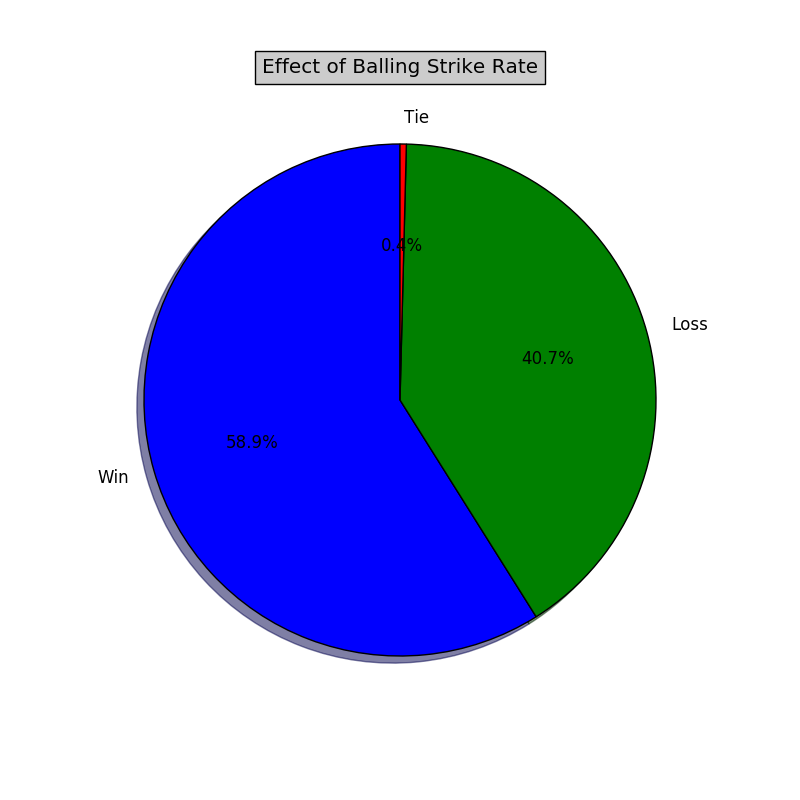 Effect of Balling Strike Rate
Tie
0.4%
Loss
40.7%
58.9%
Win